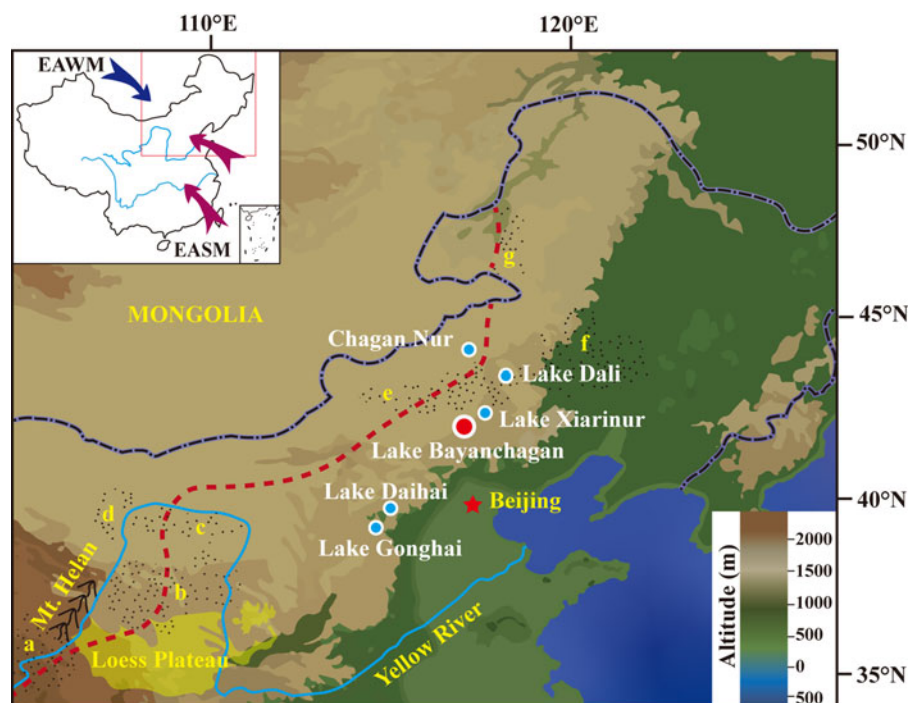 110°E
120°E
EAWM
EASM
50°N
g
MONGOLIA
45°N
Chagan Nur
f
Lake Dali
e
Lake Xiarinur
Lake Bayanchagan
Lake Daihai
Beijing
40°N
d
c
Lake Gonghai
Mt. Helan
b
a
Loess Plateau
Yellow River
35°N
Altitude (m)
2000
1500
1000
500
0
500